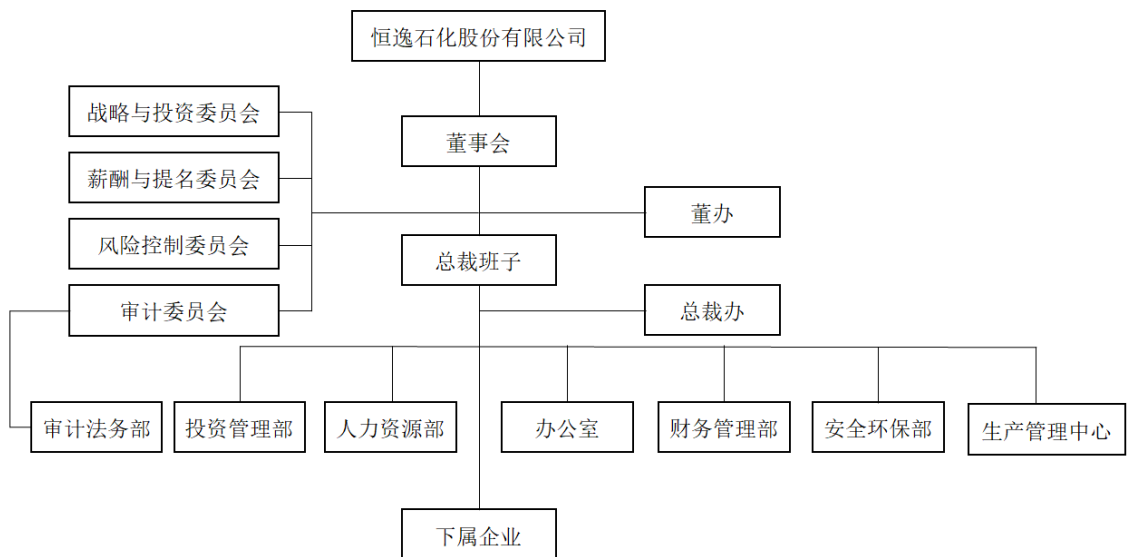 恒逸石化股份有限公司
战略与投资委员会
董事会
薪酬与提名委员会
董办
风险控制委员会
总裁班子
审计委员会
总裁办
审计法务部
投资管理部
人力资源部
办公室
财务管理部
安全环保部
生产管理中心
下属企业